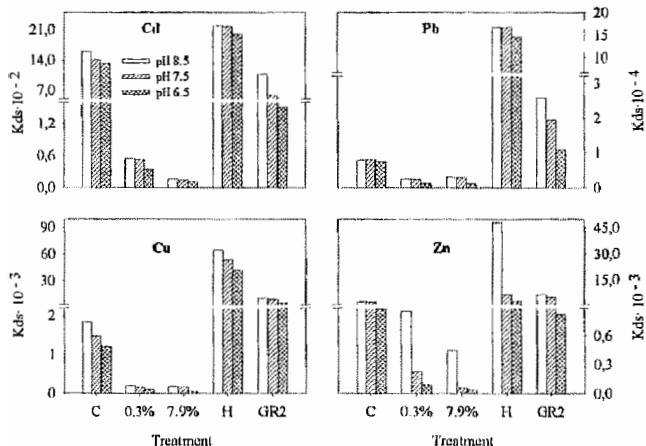 Cd
Pb
pH 8.5
pH 7.5
pH 6.5
21,0
14,0
7,0
1,2
0,6
0,0
Kds·10 - 2
20
15
10
3
2
1
0
Kds·10 - 4
Cu
Zn
90
60
30
2
1
0
Kds·10 - 3
45,0
30,0
15,0
0,6
0,3
0,0
Kds·10 - 3
C 0.3% 7.9% H GR2
C 0.3% 7.9% H GR2
Treatment
Treatment